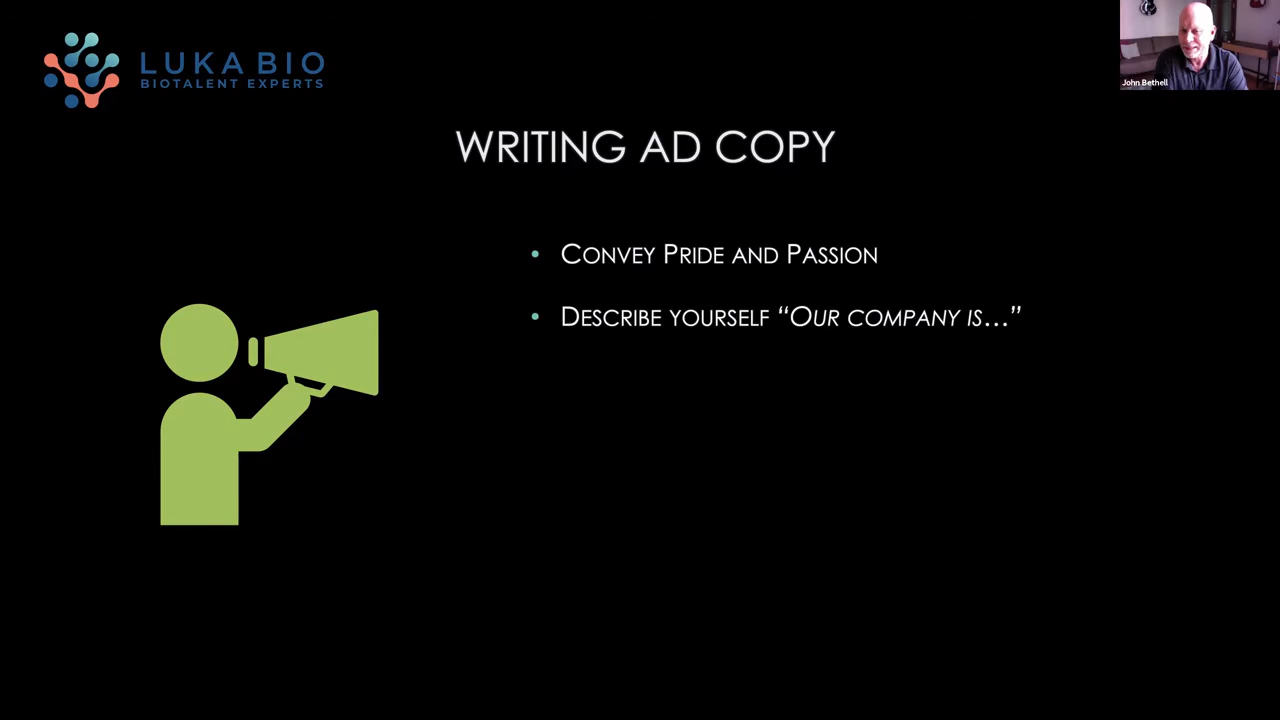 LUKA BIO
BIOTALENT EXPERTS
John Bethell
WRITING AD COPY
• CONVEY PRIDE AND PASSION
• DESCRIBE YOURSELF “OUR COMPANY IS…”